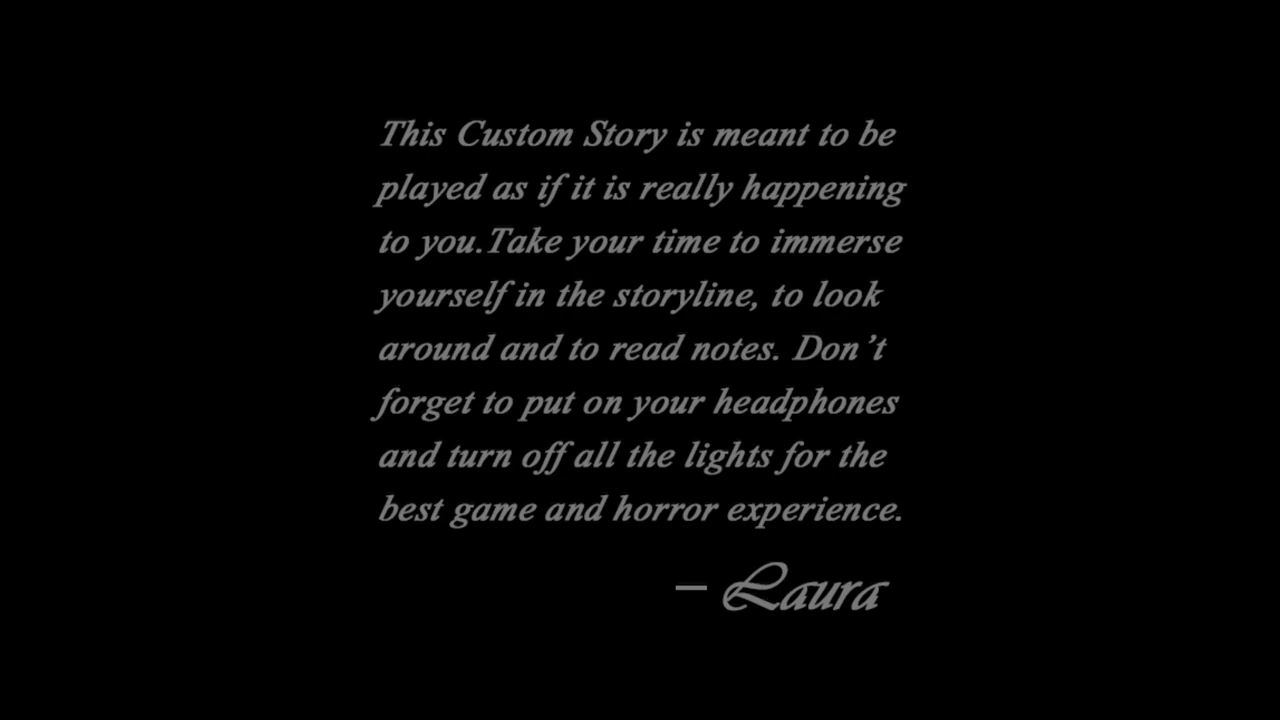 This Custom Story is meant to be
played as if it is really happening
to you.Take your time to immerse
yourself in the storyline, to look
around and to read notes. Don’t
forget to put on your headphones
and turn off all the lights for the
best game and horror experience.
– Laura